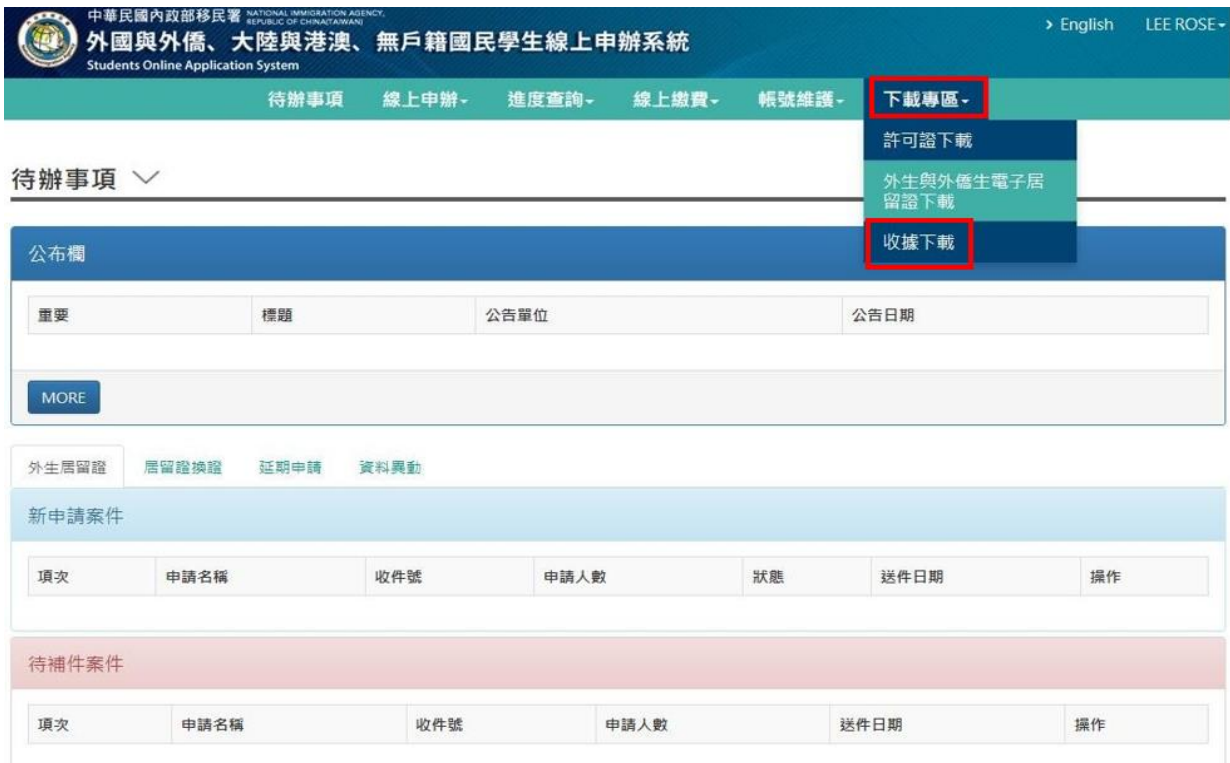 中華民國內政部移民署 NATIONAL IMMIGRATION AGENCY,
REPUBLIC OF CHINA(TAIWAN)
外國與外僑、大陸與港澳、無戶籍國民學生線上申辦系統
Students Online Application System
> English LEE ROSE
待辦事項 線上申辦 進度查詢 線上繳費 帳號維護 下載專區
許可證下載
外生與外僑生電子居
留證下載
收據下載
待辦事項
公布欄
重要 標題 公告單位 公告日期
MORE
外生居留證 居留證換證 延期申請 資料異動
新申請案件
項次 申請名稱 收件號 申請人數 狀態 送件日期 操作
待補件案件
項次 申請名稱 收件號 申請人數 送件日期 操作